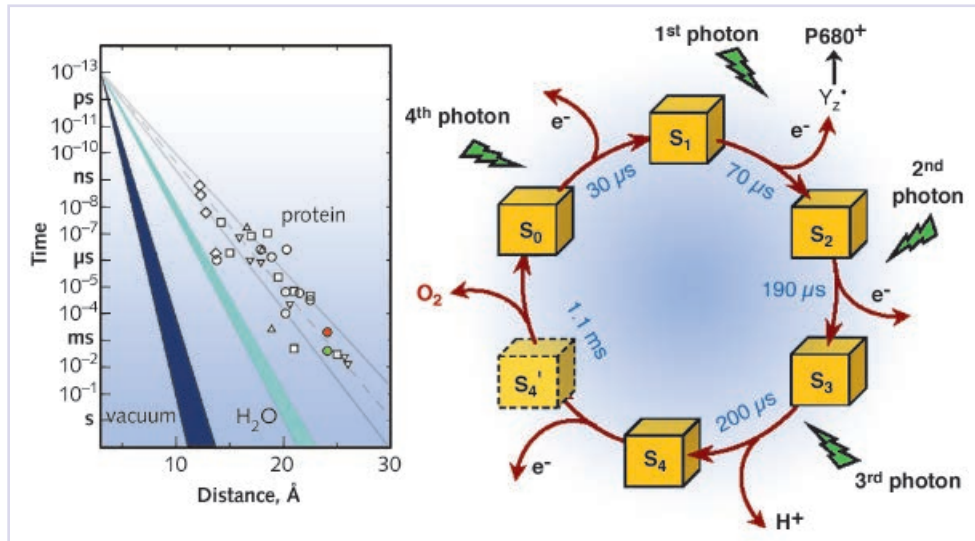 10⁻¹³
ps
10⁻¹¹
10⁻¹⁰
ns
10⁻⁸
10⁻⁷
μs
10⁻⁵
10⁻⁴
ms
10⁻²
10⁻¹
s
Time
protein
vacuum
H₂O
10
20
30
Distance, Å
1st photon
P680⁺
Yz•
e-
4th photon
e-
S₁
30 µs
70 µs
2nd
photon
S₀
S₂
O₂
190 µs
e-
1.1 ms
S₄'
S₃
200 µs
S₄
e-
3rd photon
H+